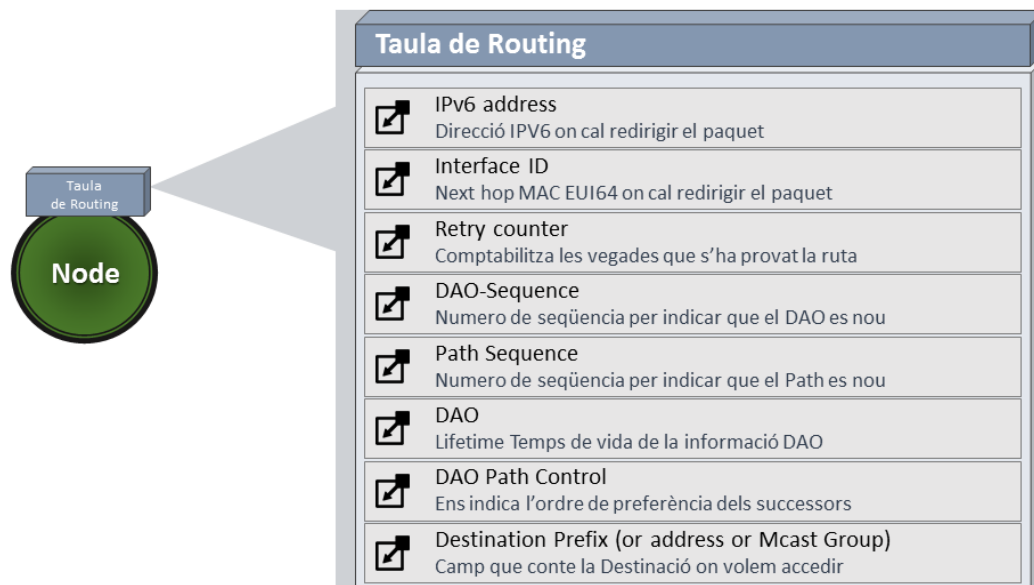 Taula de Routing
IPv6 address
Direcció IPV6 on cal redirigir el paquet
Interface ID
Next hop MAC EUI64 on cal redirigir el paquet
Retry counter
Comptabilitza les vegades que s'ha provat la ruta
DAO-Sequence
Numero de seqüencia per indicar que el DAO es nou
Path Sequence
Numero de seqüencia per indicar que el Path es nou
DAO
Lifetime Temps de vida de la informació DAO
DAO Path Control
Ens indica l'ordre de preferència dels successors
Destination Prefix (or address or Mcast Group)
Camp que conte la Destinació on volem accedir
Taula
de Routing
Node